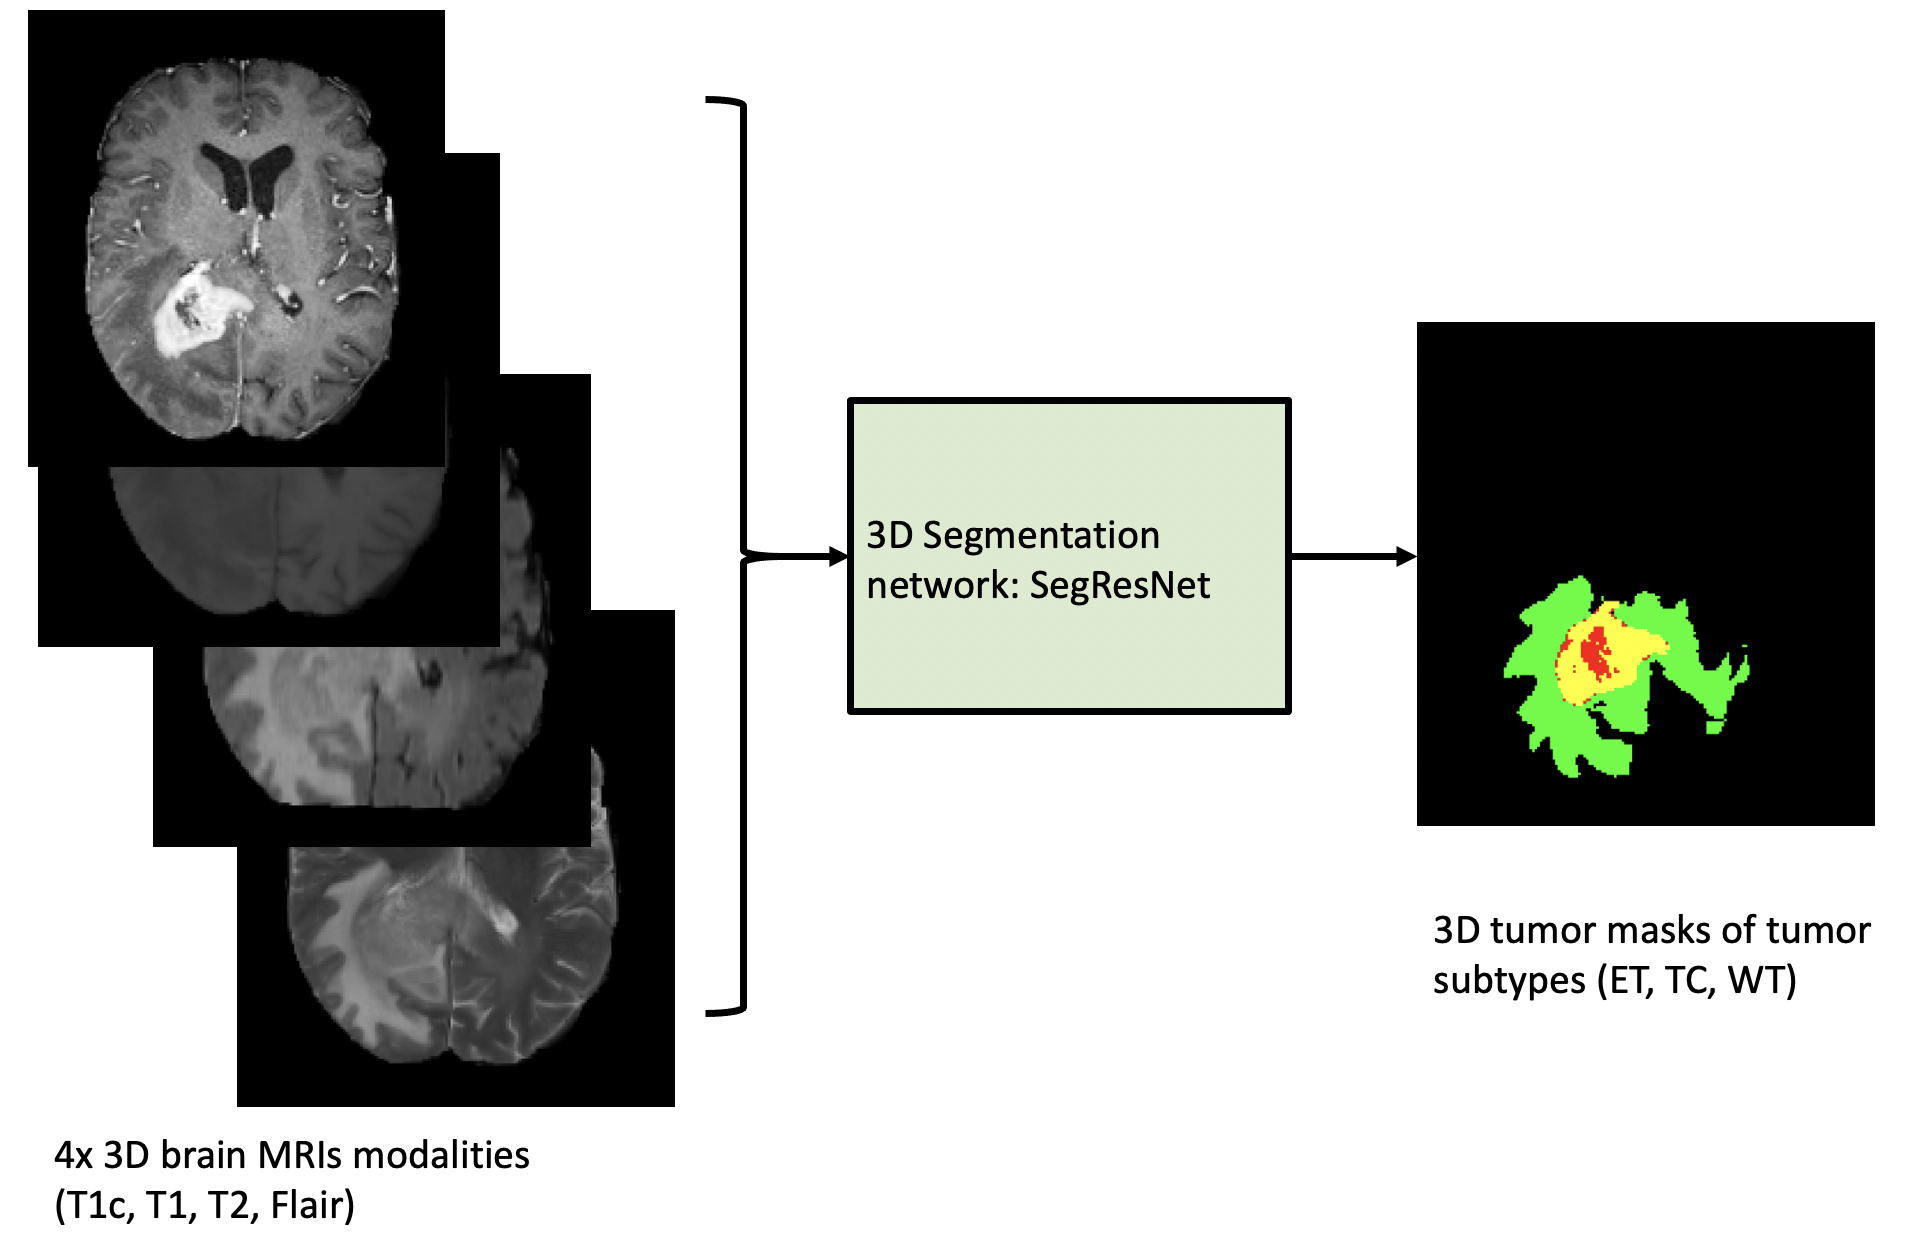 3D Segmentation
network: SegResNet
3D tumor masks of tumor
subtypes (ET, TC, WT)
4x 3D brain MRIs modalities
(T1c, T1, T2, Flair)